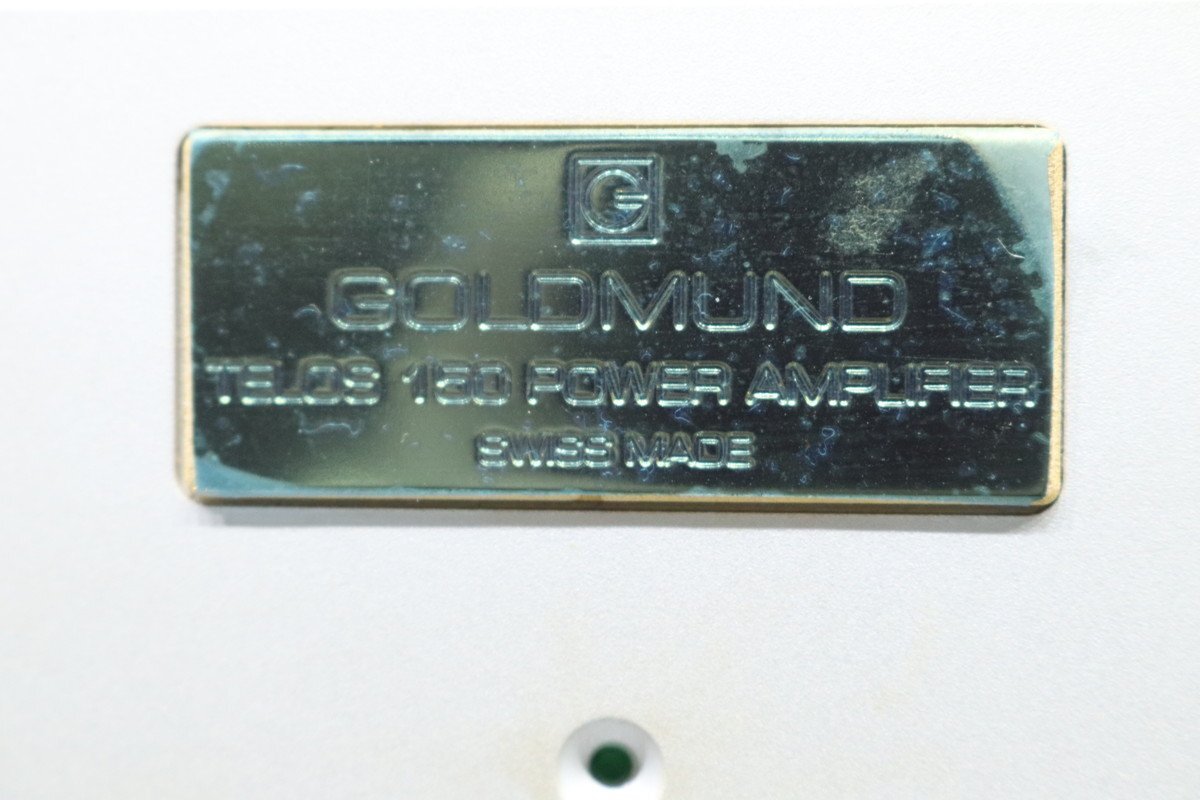 G
GOLDMUND
TELOS 150 POWER AMPLIFIER
SWISS MADE